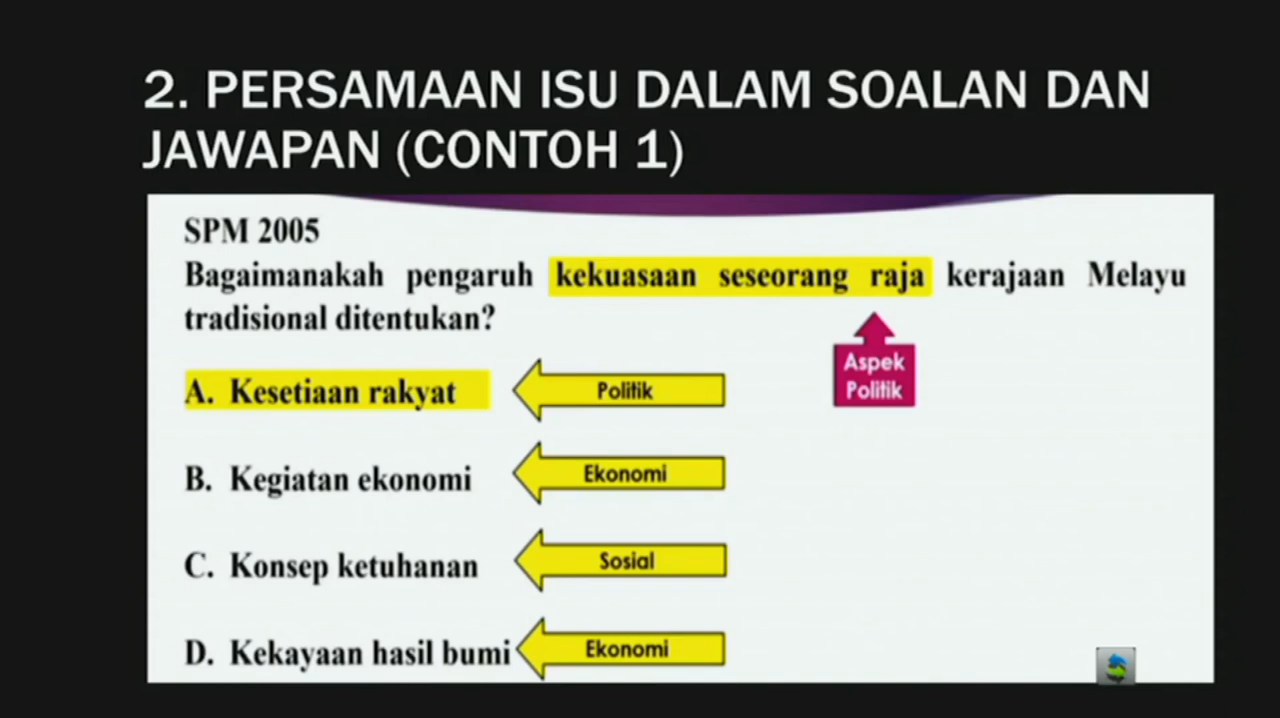 2. PERSAMAAN ISU DALAM SOALAN DAN
JAWAPAN (CONTOH 1)
SPM 2005
Bagaimanakah pengaruh kekuasaan seseorang raja kerajaan Melayu
tradisional ditentukan?
Aspek
Politik
A. Kesetiaan rakyat
Politik
B. Kegiatan ekonomi
Ekonomi
C. Konsep ketuhanan
Sosial
D. Kekayaan hasil bumi
Ekonomi